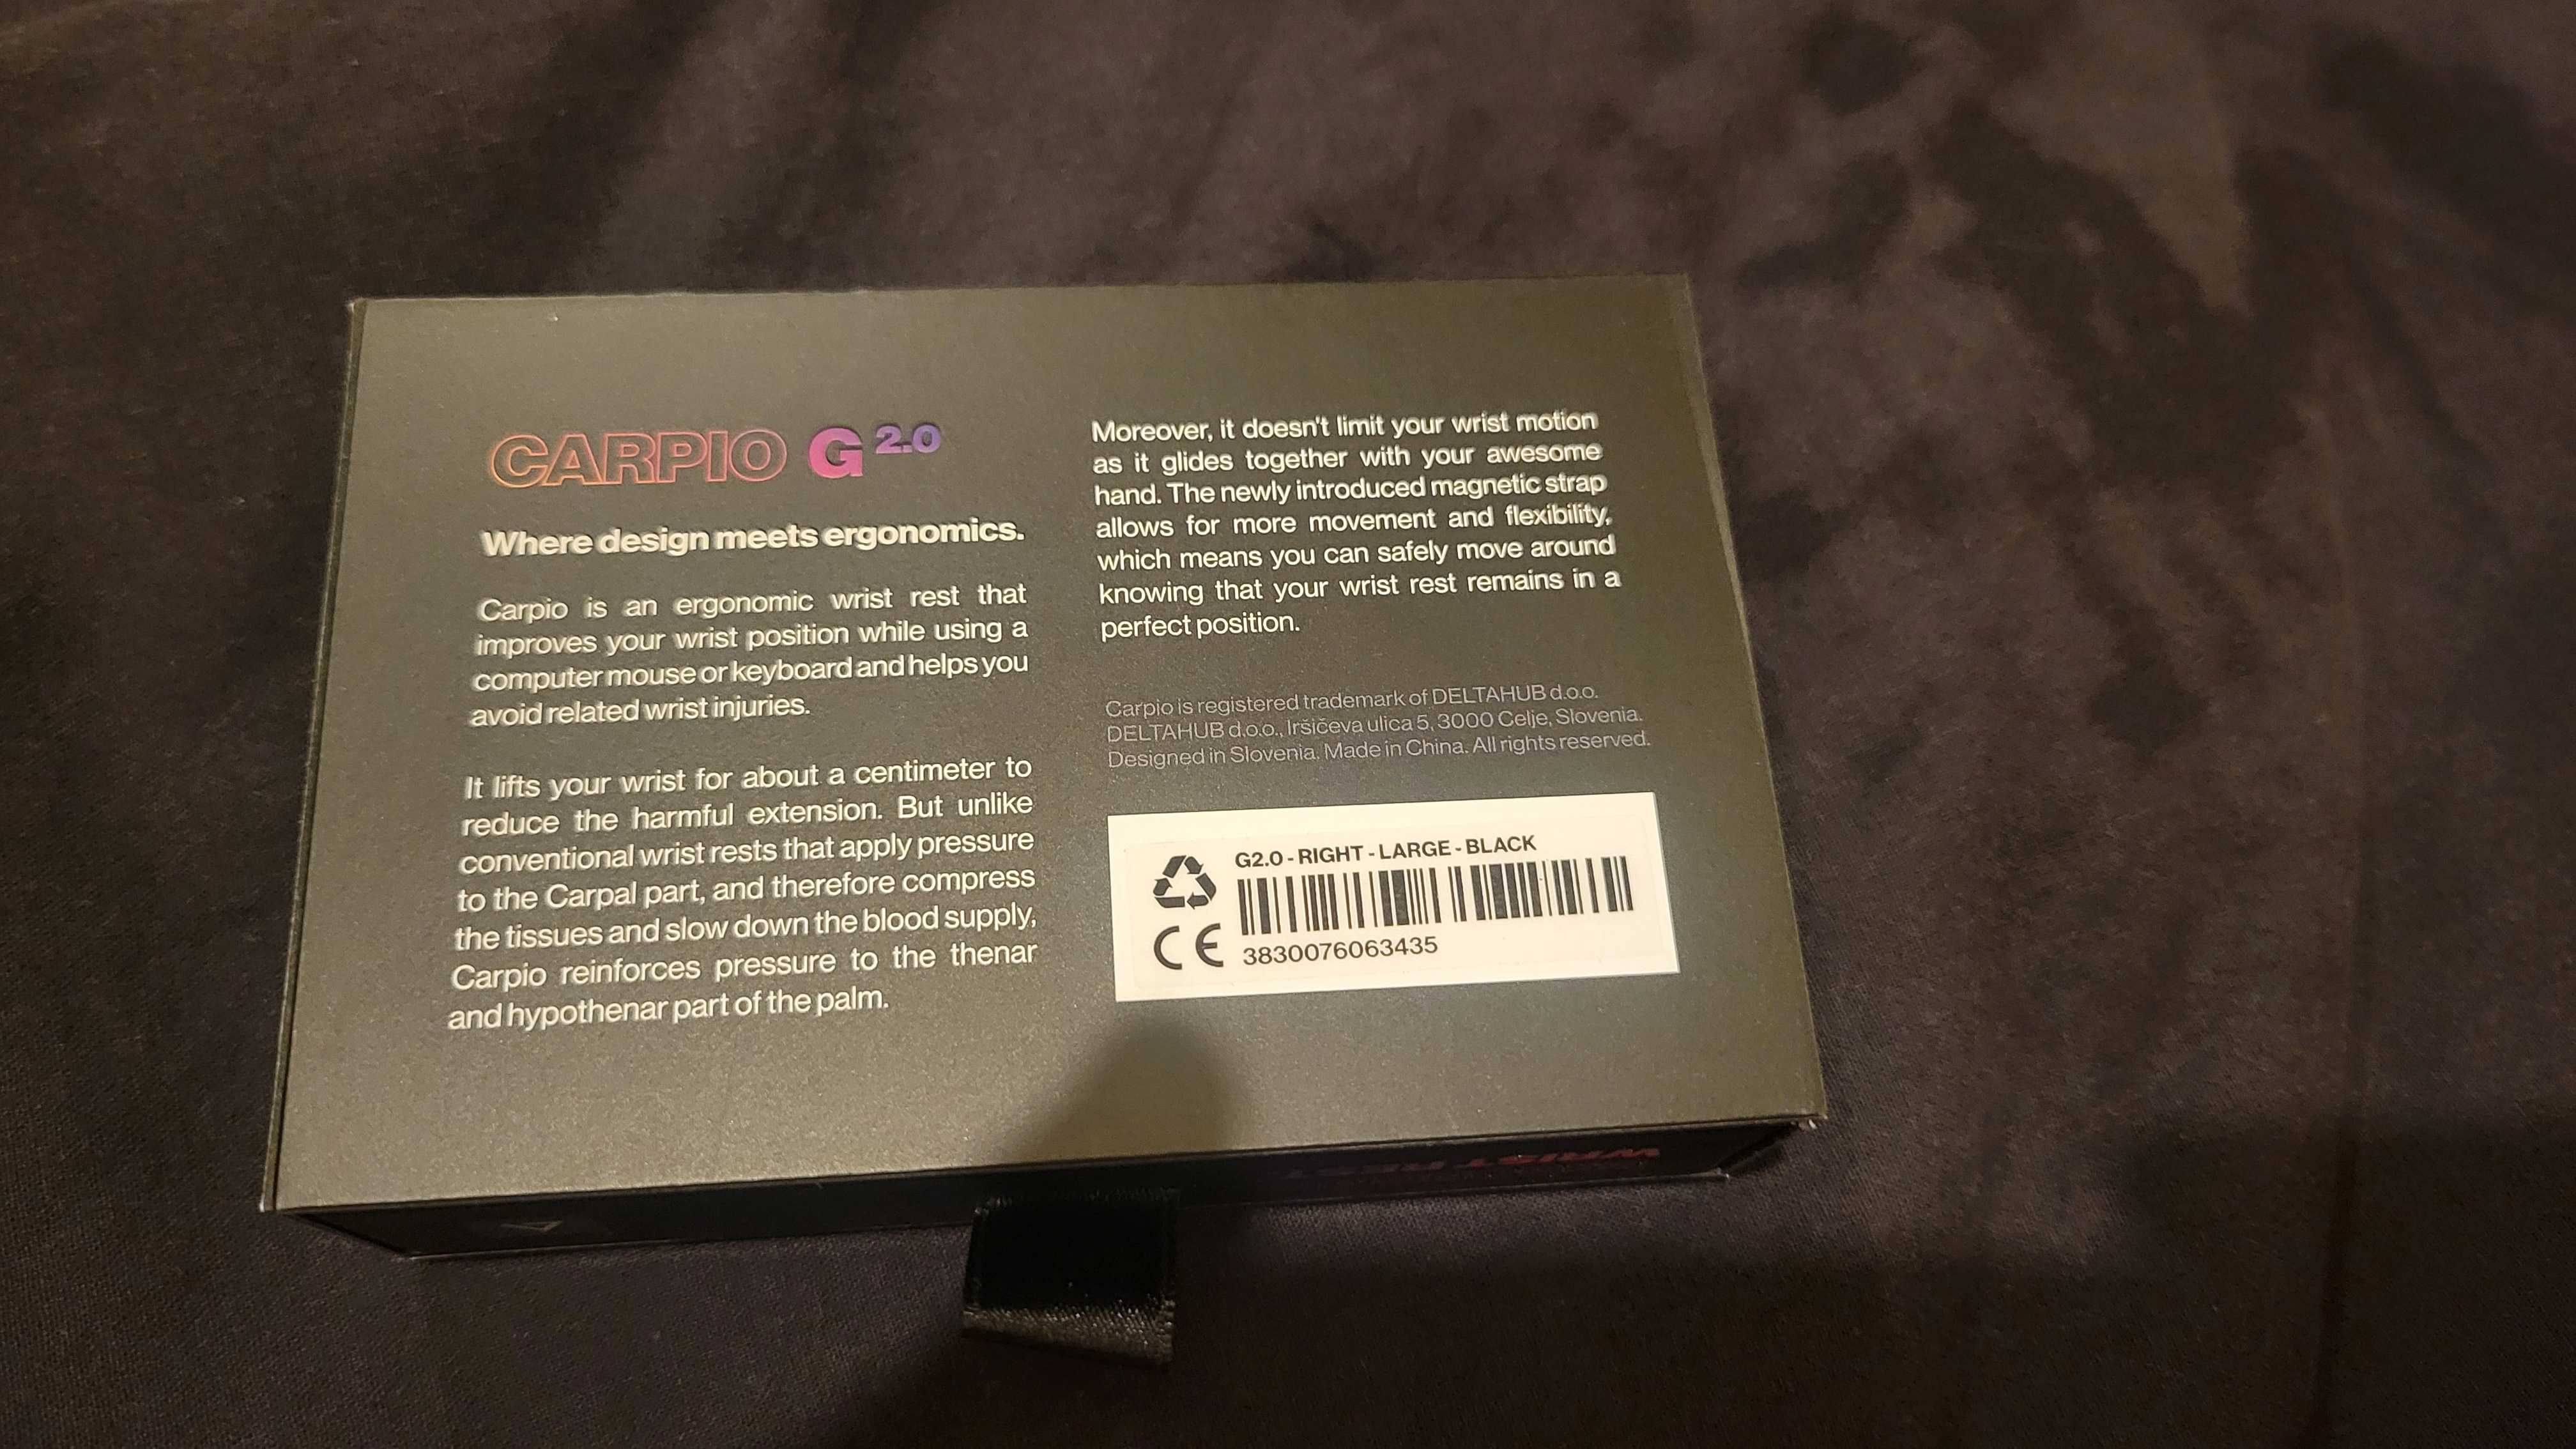 CARPIO G 2.0
Where design meets ergonomics.
Carpio is an ergonomic wrist rest that
improves your wrist position while using a
computer mouse or keyboard and helps you
avoid related wrist injuries.
It lifts your wrist for about a centimeter to
reduce the harmful extension. But unlike
conventional wrist rests that apply pressure
to the Carpal part, and therefore compress
the tissues and slow down the blood supply,
Carpio reinforces pressure to the thenar
and hypothenar part of the palm.
Moreover, it doesn't limit your wrist motion
as it glides together with your awesome
hand. The newly introduced magnetic strap
allows for more movement and flexibility,
which means you can safely move around
knowing that your wrist rest remains in a
perfect position.
Carpio is registered trademark of DELTAHUB d.o.o.
DELTAHUB d.o.o., Iršičeva ulica 5, 3000 Celje, Slovenia.
Designed in Slovenia. Made in China. All rights reserved.
G2.0 - RIGHT - LARGE - BLACK
CE
3830076063435
WRIST REST